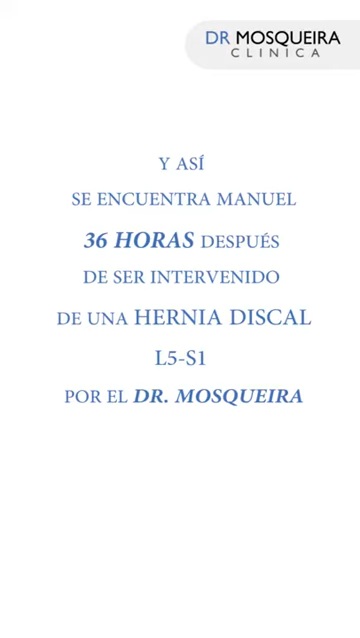 DR MOSQUEIRA
CLINICA
Y ASÍ
SE ENCUENTRA MANUEL
36 HORAS DESPUÉS
DE SER INTERVENIDO
DE UNA HERNIA DISCAL
L5-S1
POR EL DR. MOSQUEIRA